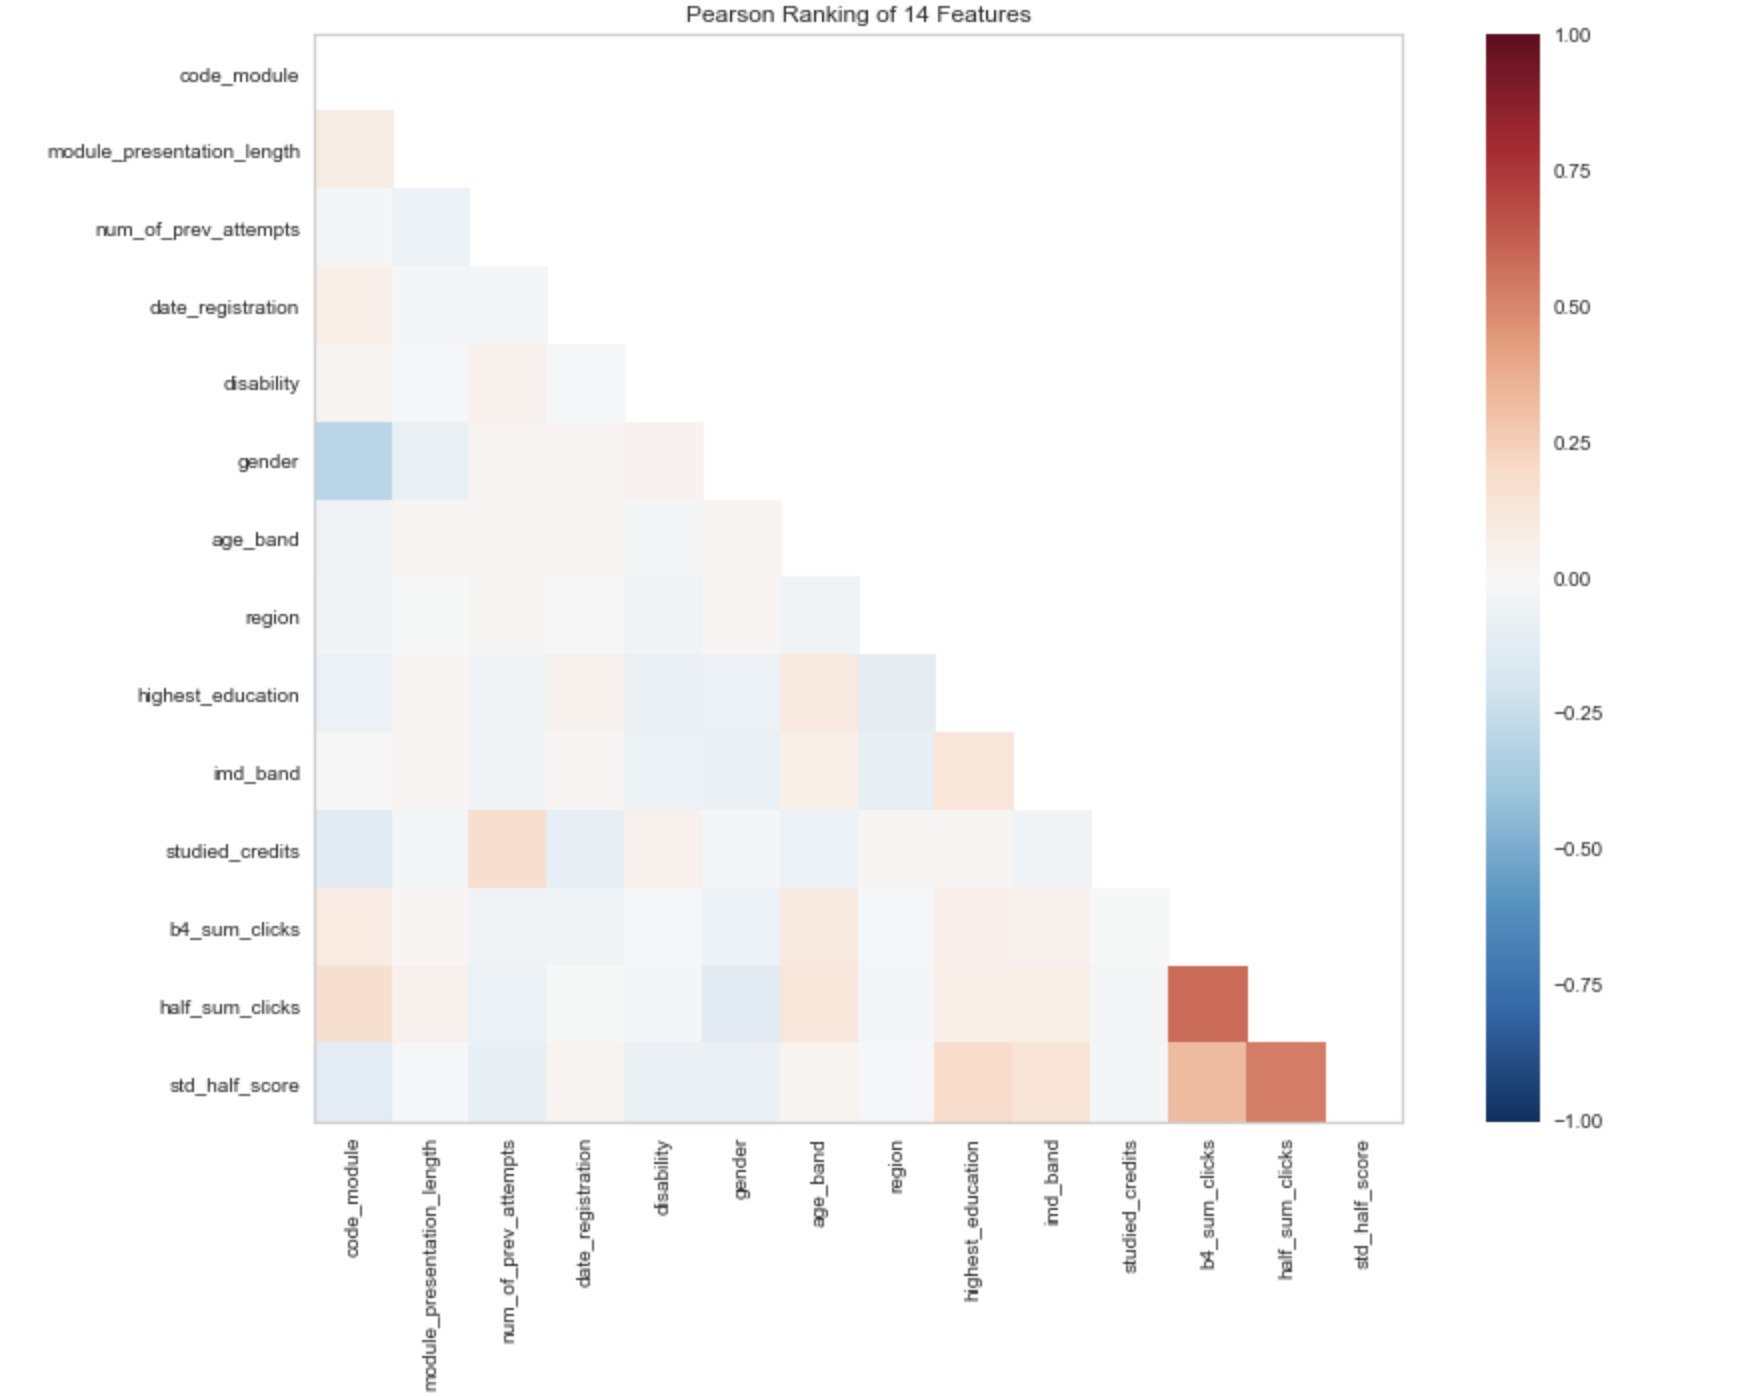 Pearson Ranking of 14 Features
code_module
module_presentation_length
num_of_prev_attempts
date_registration
disability
gender
age_band
region
highest_education
imd_band
studied_credits
b4_sum_clicks
half_sum_clicks
std_half_score
code_module
module_presentation_length
num_of_prev_attempts
date_registration
disability
gender
age_band
region
highest_education
imd_band
studied_credits
b4_sum_clicks
half_sum_clicks
std_half_score
1.00
0.75
0.50
0.25
0.00
−0.25
−0.50
−0.75
−1.00